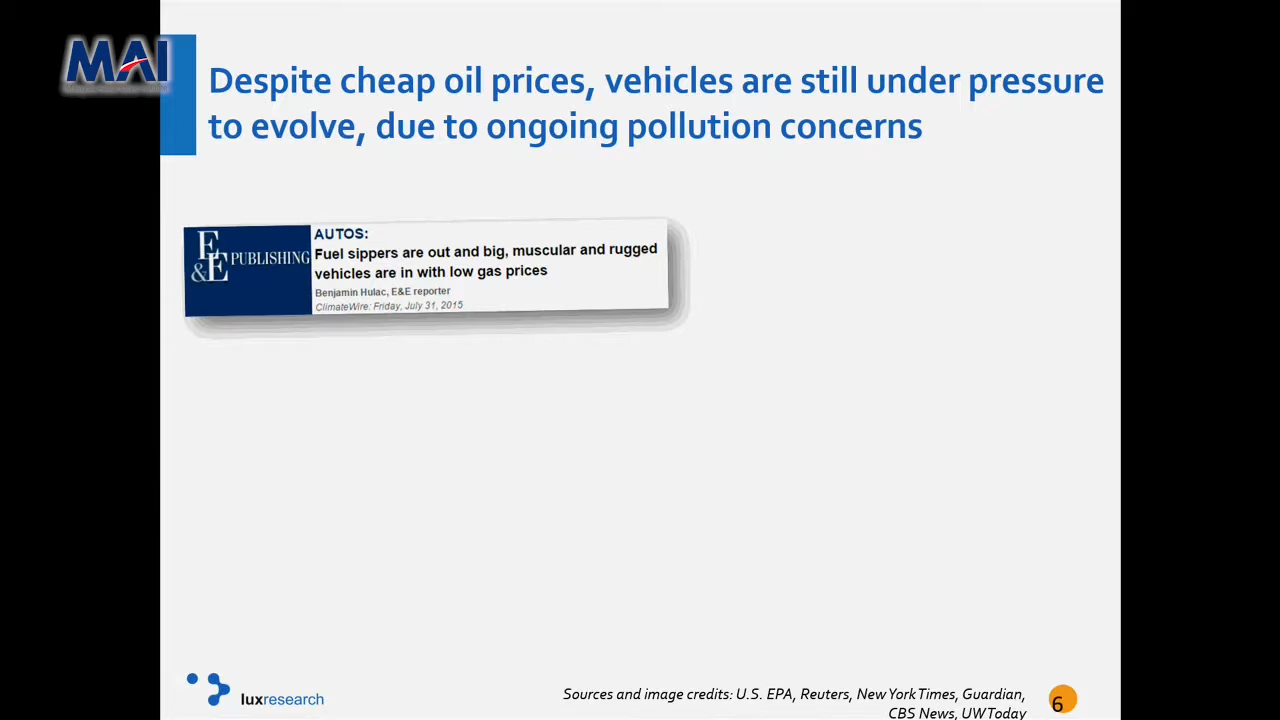 MAI
Despite cheap oil prices, vehicles are still under pressure
to evolve, due to ongoing pollution concerns
E&E PUBLISHING
AUTOS:
Fuel sippers are out and big, muscular and rugged
vehicles are in with low gas prices
Benjamin Hulac, E&E reporter
ClimateWire: Friday, July 31, 2015
luxresearch
Sources and image credits: U.S. EPA, Reuters, New York Times, Guardian,
CBS News, UWToday
6